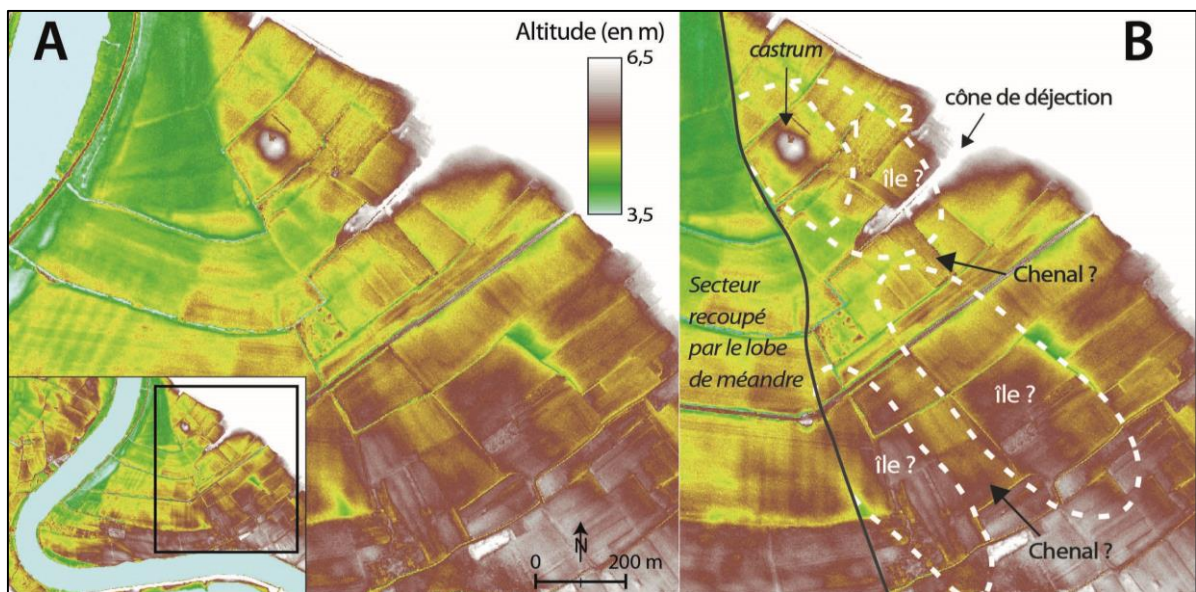 A
Altitude (en m)
6,5
3,5
N
0 200 m
B
castrum
cône de déjection
1
2
île ?
Chenal ?
Secteur
recoupé
par le lobe
de méandre
île ?
île ?
Chenal ?